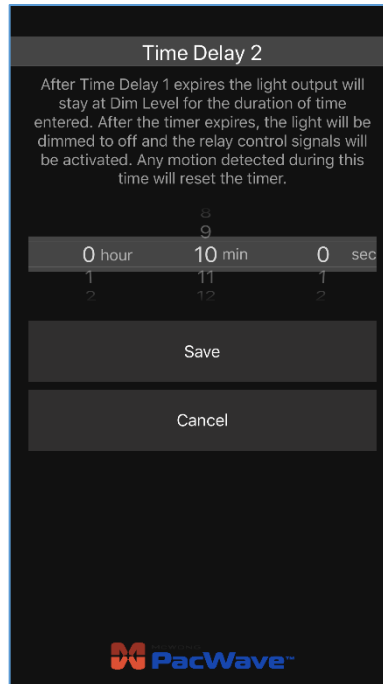 Time Delay 2
After Time Delay 1 expires the light output will
stay at Dim Level for the duration of time
entered. After the timer expires, the light will be
dimmed to off and the relay control signals will
be activated. Any motion detected during this
time will reset the timer.
8
9
0 hour 10 min 0 sec
1 11 1
2 12 2
Save
Cancel
PacWave™